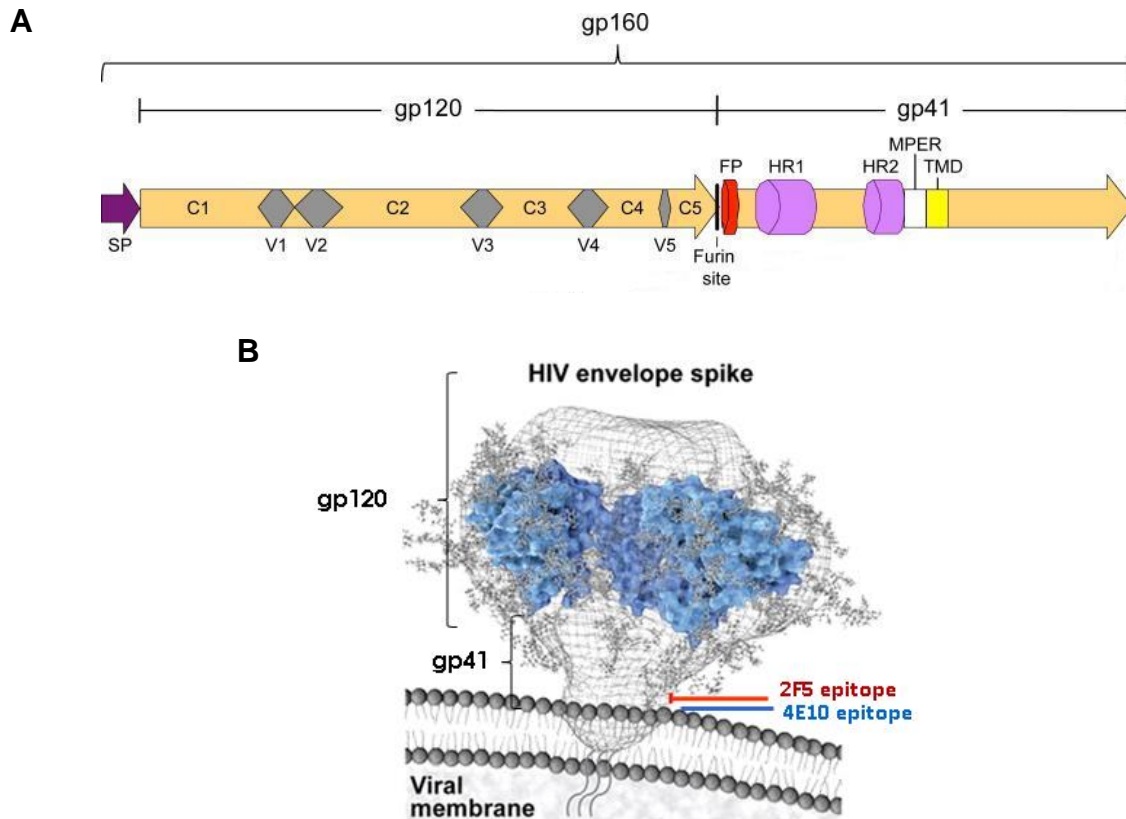 A
gp160
gp120
gp41
MPER
FP HR1 HR2 TMD
C1 C2 C3 C4 C5
SP V1 V2 V3 V4 V5 Furin
site
B
HIV envelope spike
gp120
gp41
2F5 epitope
4E10 epitope
Viral
membrane